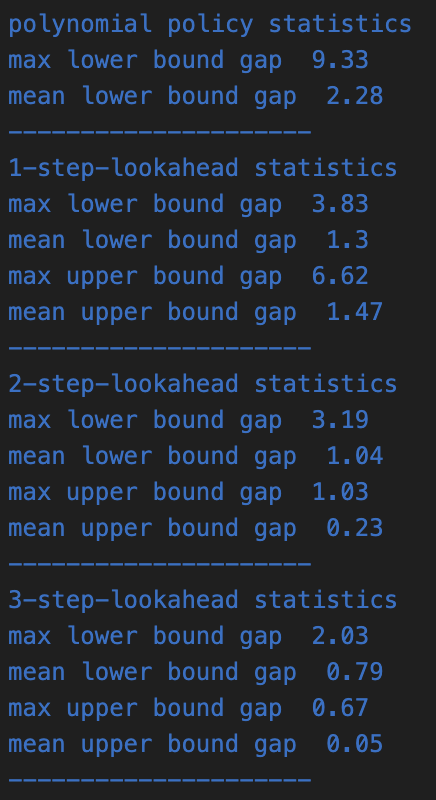 polynomial policy statistics
max lower bound gap  9.33
mean lower bound gap  2.28
---------------------
1-step-lookahead statistics
max lower bound gap  3.83
mean lower bound gap  1.3
max upper bound gap  6.62
mean upper bound gap  1.47
---------------------
2-step-lookahead statistics
max lower bound gap  3.19
mean lower bound gap  1.04
max upper bound gap  1.03
mean upper bound gap  0.23
---------------------
3-step-lookahead statistics
max lower bound gap  2.03
mean lower bound gap  0.79
max upper bound gap  0.67
mean upper bound gap  0.05
---------------------